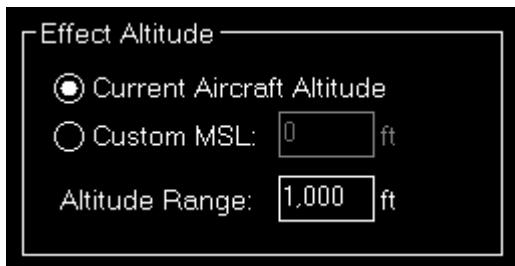 Effect Altitude
Current Aircraft Altitude
Custom MSL: 0 ft
Altitude Range: 1,000 ft